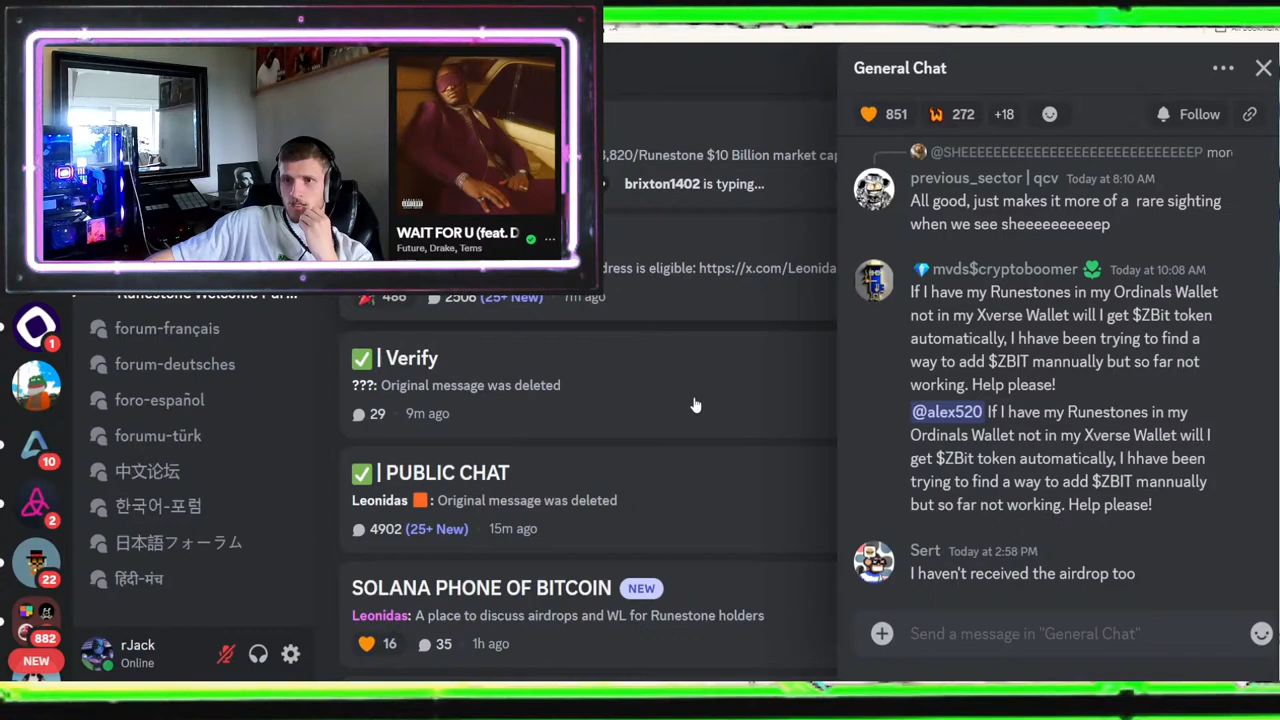 WAIT FOR U (feat. D
Future, Drake, Tems
3,820/Runestone $10 Billion market cap
brixton1402 is typing...
dress is eligible: https://x.com/Leonida
486 2508 (25+ New) 7m ago
forum-français
forum-deutsches
foro-español
forumu-türk
中文论坛
한국어-포럼
日本語フォーラム
हिंदी-मंच
1
10
2
22
882
NEW
rJack
Online
| Verify
???: Original message was deleted
29 • 9m ago
| PUBLIC CHAT
Leonidas : Original message was deleted
4902 (25+ New) • 15m ago
SOLANA PHONE OF BITCOIN NEW
Leonidas: A place to discuss airdrops and WL for Runestone holders
16 35 • 1h ago
General Chat
851 272 +18 Follow
@SHEEEEEEEEEEEEEEEEEEEEEEEEEEP more
previous_sector | qcv Today at 8:10 AM
All good, just makes it more of a rare sighting
when we see sheeeeeeeeep
mvds$cryptoboomer Today at 10:08 AM
If I have my Runestones in my Ordinals Wallet
not in my Xverse Wallet will I get $ZBit token
automatically, I hhave been trying to find a
way to add $ZBIT mannually but so far not
working. Help please!
@alex520 If I have my Runestones in my
Ordinals Wallet not in my Xverse Wallet will I
get $ZBit token automatically, I hhave been
trying to find a way to add $ZBIT mannually
but so far not working. Help please!
Sert Today at 2:58 PM
I haven't received the airdrop too
Send a message in "General Chat"